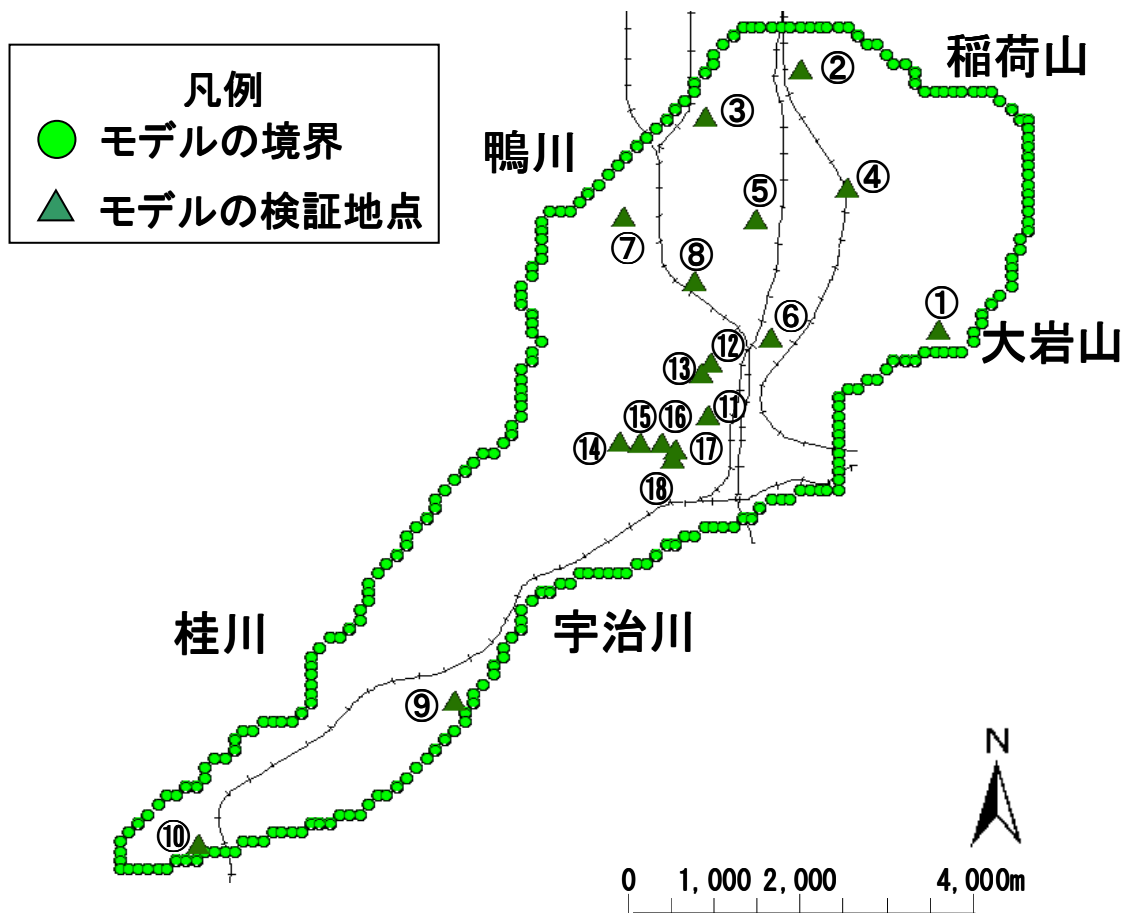 凡例
モデルの境界
モデルの検証地点
稲荷山
鴨川
大岩山
桂川
宇治川
②
③
④
⑤
⑦
⑧
①
⑥
⑫
⑬
⑪
⑮ ⑯
⑭
⑰
⑱
⑨
⑩
N
0 1,000 2,000 4,000m